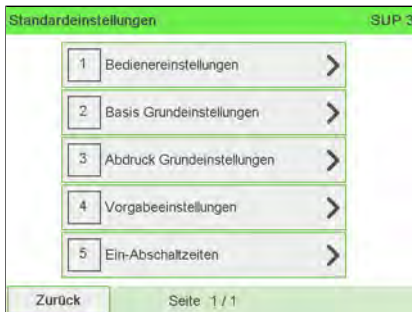 Standardeinstellungen SUP 3
1 Bedienereinstellungen
2 Basis Grundeinstellungen
3 Abdruck Grundeinstellungen
4 Vorgabeeinstellungen
5 Ein-Abschaltzeiten
Zurück Seite 1 / 1